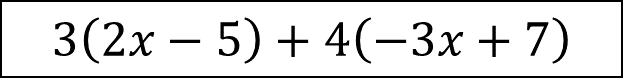 3(2x − 5) + 4(−3x + 7)